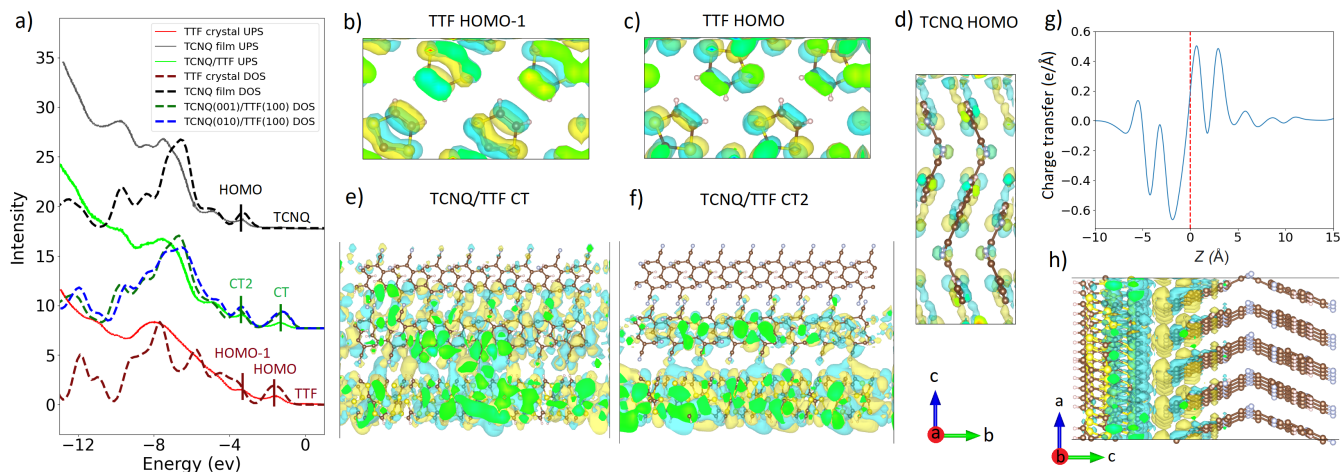 a)
TTF crystal UPS
TCNQ film UPS
TCNQ/TTF UPS
TTF crystal DOS
TCNQ film DOS
TCNQ(001)/TTF(100) DOS
TCNQ(010)/TTF(100) DOS
35
30
25
20
15
10
5
0
Intensity
HOMO
TCNQ
CT2
CT
HOMO-1
HOMO
TTF
-12
-8
-4
0
Energy (ev)
b)
TTF HOMO-1
c)
TTF HOMO
d)
TCNQ HOMO
e)
TCNQ/TTF CT
f)
TCNQ/TTF CT2
c
a
b
g)
0.6
0.4
0.2
0.0
−0.2
−0.4
−0.6
Charge transfer (e/Å)
−10
−5
0
5
10
15
Z (Å)
h)
a
b
c